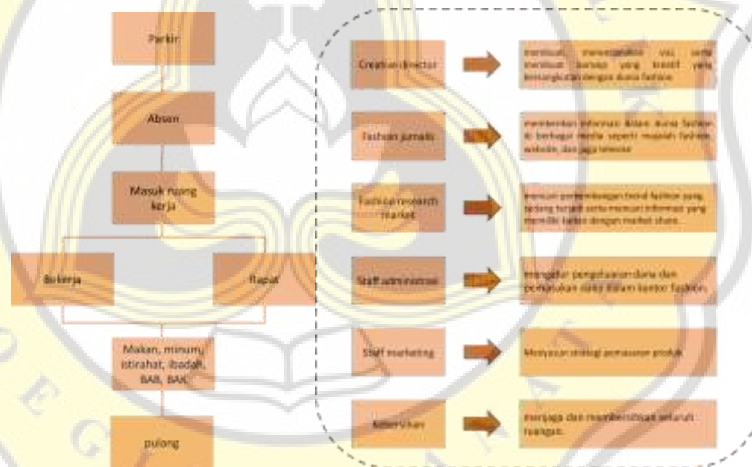 Parkir
Absen
Masuk ruang
kerja
Bekerja
Rapat
Makan, minum,
istirahat, ibadah,
BAB, BAK
pulong
Creative director
membuat, menerapkan visi, serta
membuat konsep yang kreatif yang
bersangkutan dengan dunia fashion
Fashion jurnalis
memberikan informasi dalam dunia fashion
di berbagai media seperti majalah fashion,
website, dan juga televisi
Fashion research
market
mencari perkembangan trend fashion yang
sedang terjadi serta mencari informasi yang
memiliki kaitan dengan market share.
Staff administrasi
mengatur pengeluaran dana dan
pemasukan dana dalam kantor fashion.
Staff marketing
Menyusun strategi pemasaran produk
Kebersihan
menjaga dan membersihkan seluruh
ruangan.